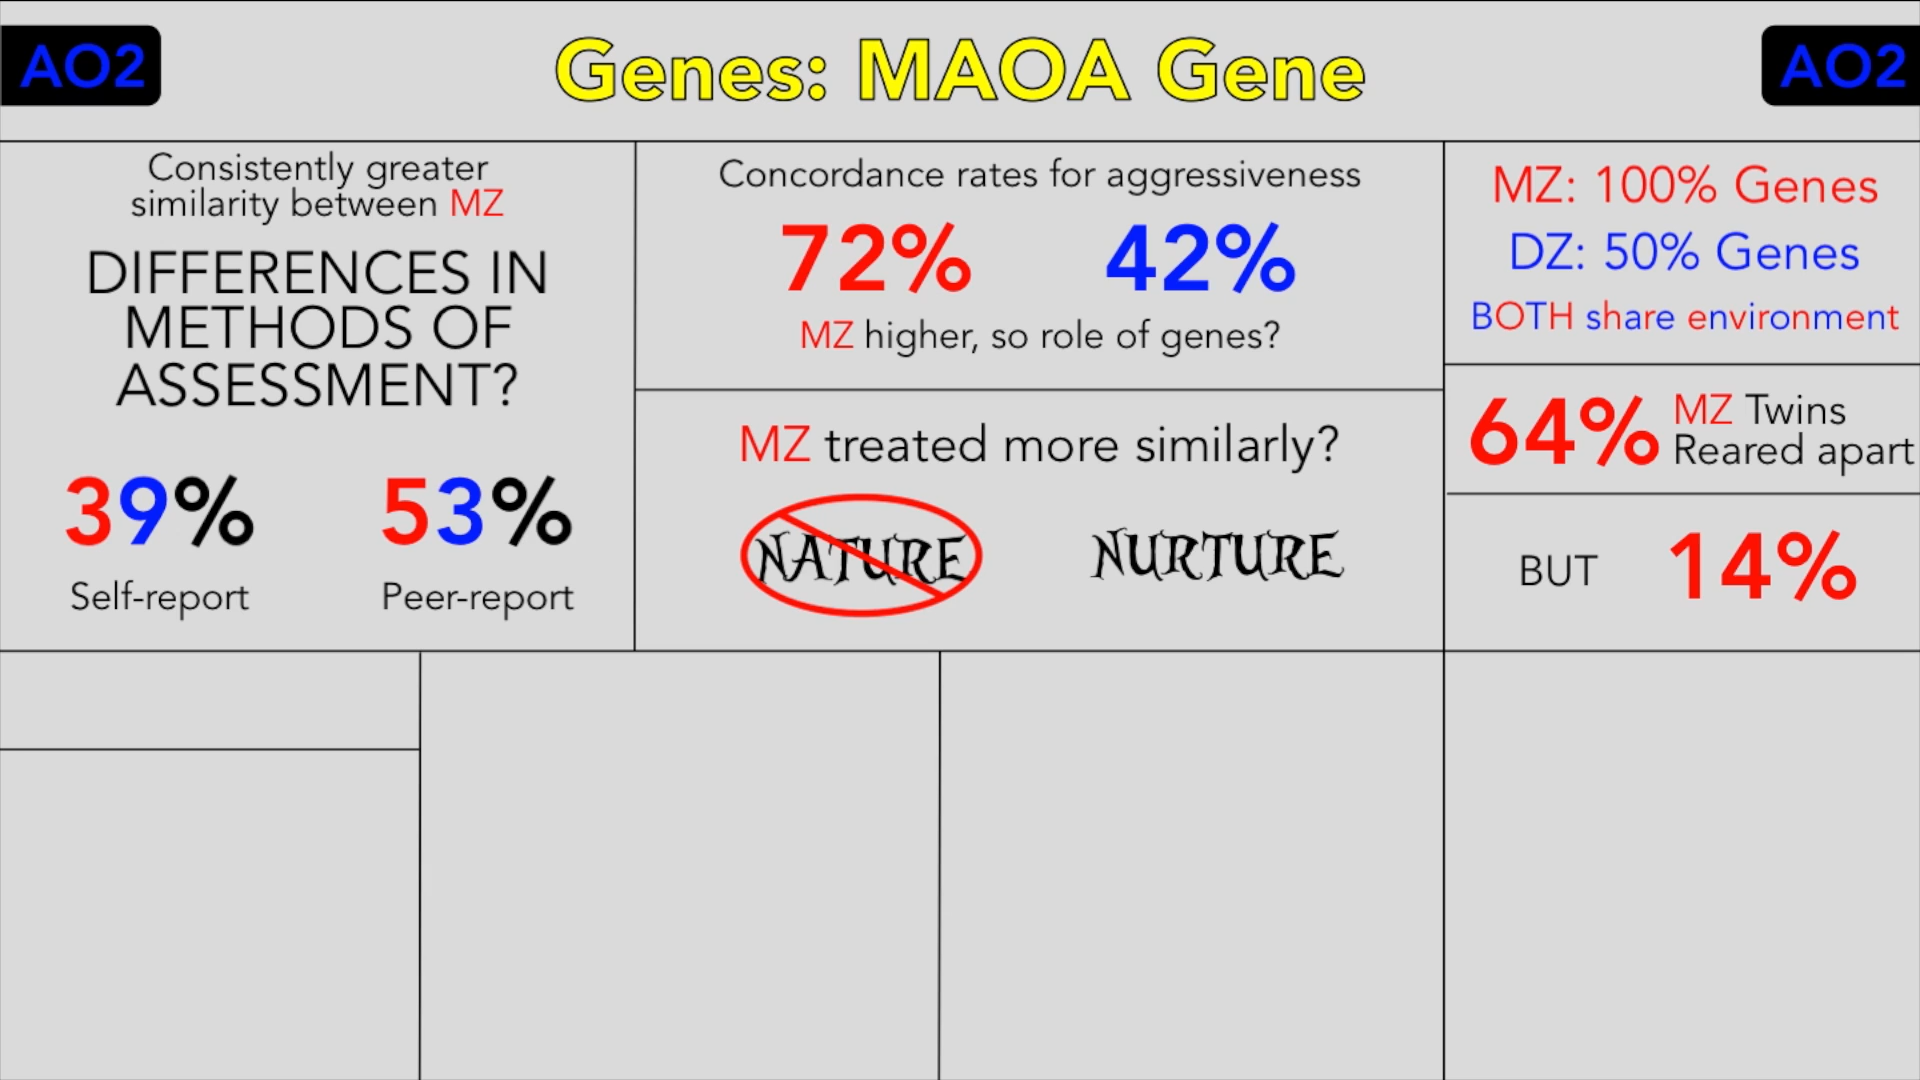 AO2
Genes: MAOA Gene
AO2
Consistently greater
similarity between MZ
DIFFERENCES IN
METHODS OF
ASSESSMENT?
39%
53%
Self-report
Peer-report
Concordance rates for aggressiveness
72%
42%
MZ higher, so role of genes?
MZ treated more similarly?
NATURE
NURTURE
MZ: 100% Genes
DZ: 50% Genes
BOTH share environment
64%
MZ Twins
Reared apart
BUT
14%